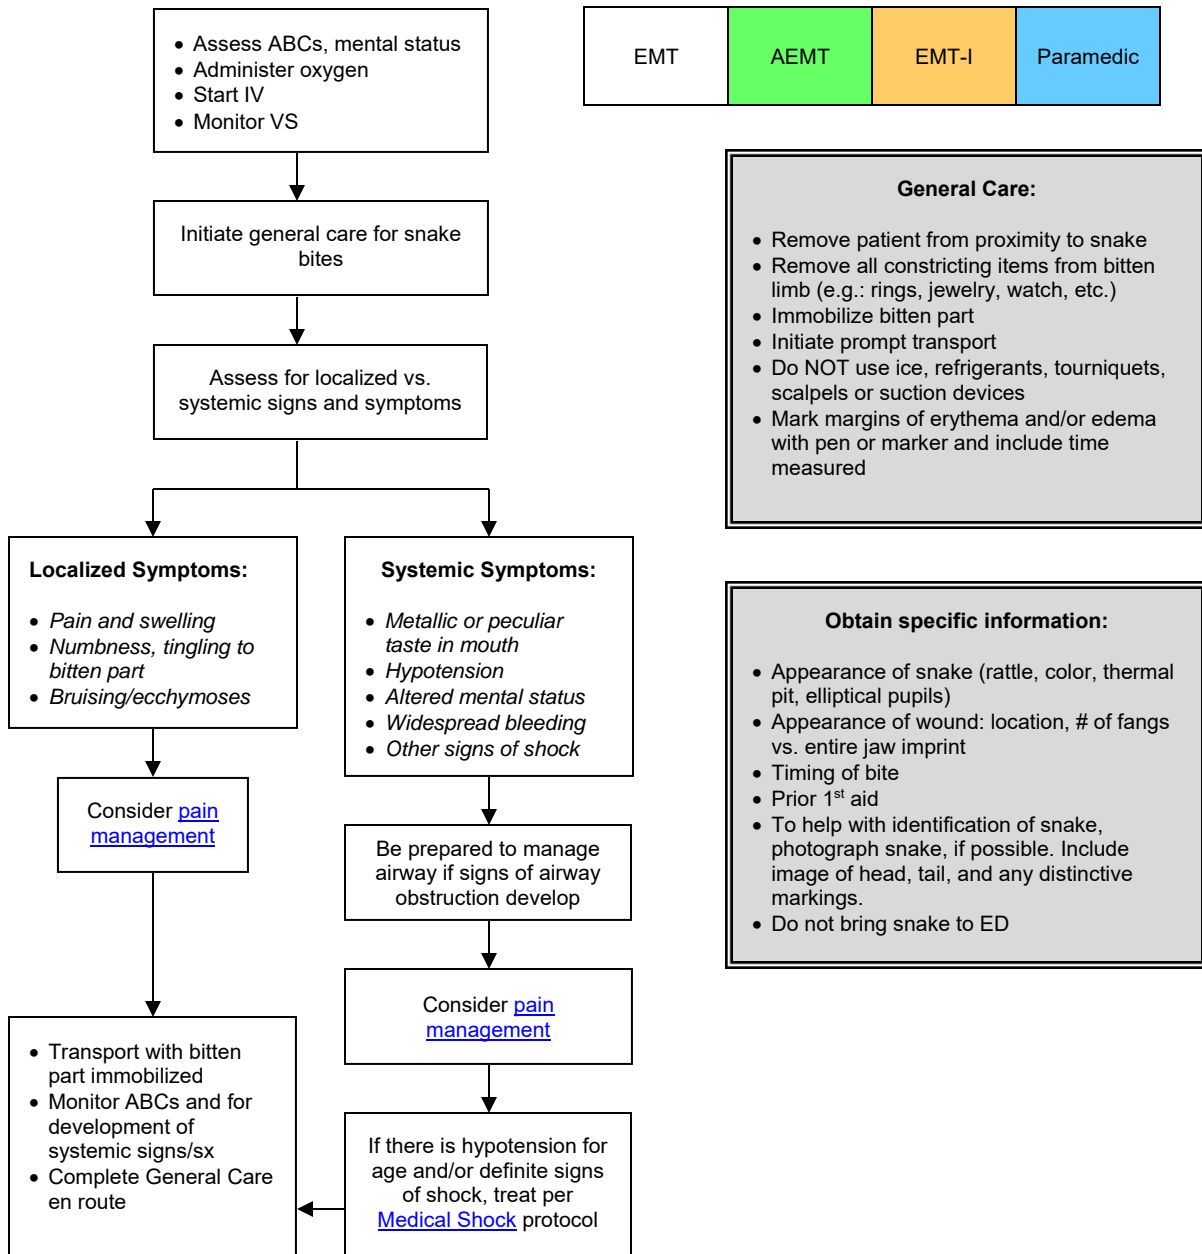 • Assess ABCs, mental status
• Administer oxygen
• Start IV
• Monitor VS
EMT
AEMT
EMT-I
Paramedic
Initiate general care for snake
bites
Assess for localized vs.
systemic signs and symptoms
General Care:
• Remove patient from proximity to snake
• Remove all constricting items from bitten
limb (e.g.: rings, jewelry, watch, etc.)
• Immobilize bitten part
• Initiate prompt transport
• Do NOT use ice, refrigerants, tourniquets,
scalpels or suction devices
• Mark margins of erythema and/or edema
with pen or marker and include time
measured
Localized Symptoms:
• Pain and swelling
• Numbness, tingling to
bitten part
• Bruising/ecchymoses
Consider pain
management
Systemic Symptoms:
• Metallic or peculiar
taste in mouth
• Hypotension
• Altered mental status
• Widespread bleeding
• Other signs of shock
Be prepared to manage
airway if signs of airway
obstruction develop
Consider pain
management
If there is hypotension for
age and/or definite signs
of shock, treat per
Medical Shock protocol
• Transport with bitten
part immobilized
• Monitor ABCs and for
development of
systemic signs/sx
• Complete General Care
en route
Obtain specific information:
• Appearance of snake (rattle, color, thermal
pit, elliptical pupils)
• Appearance of wound: location, # of fangs
vs. entire jaw imprint
• Timing of bite
• Prior 1st aid
• To help with identification of snake,
photograph snake, if possible. Include
image of head, tail, and any distinctive
markings.
• Do not bring snake to ED